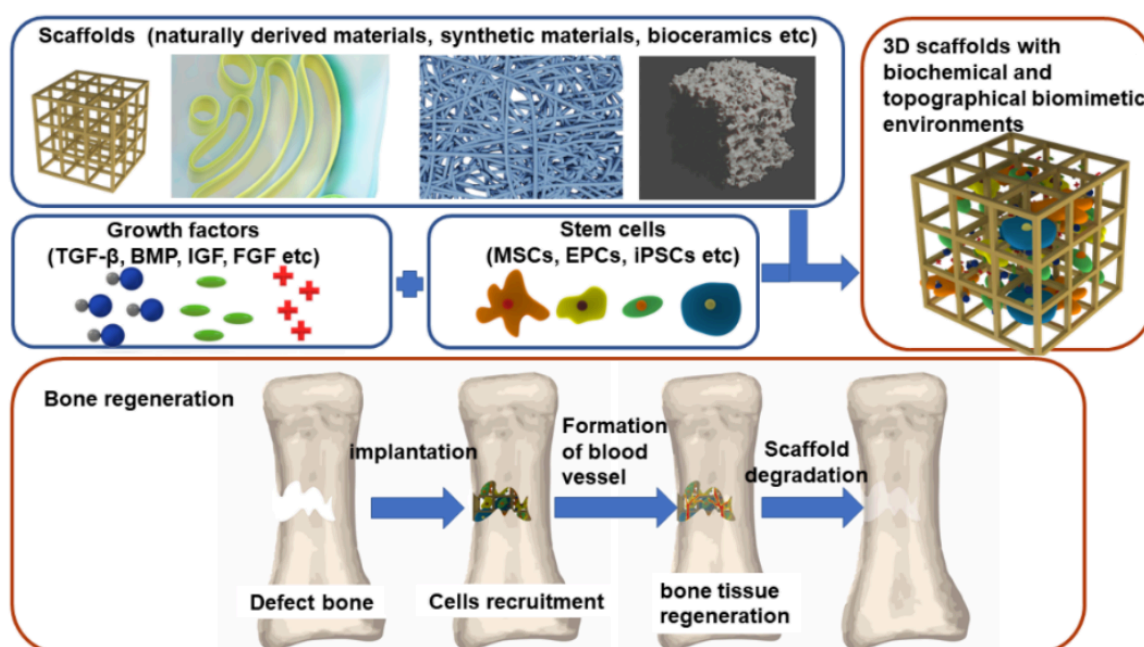 Scaffolds (naturally derived materials, synthetic materials, bioceramics etc)
3D scaffolds with
biochemical and
topographical biomimetic
environments
Growth factors
(TGF-β, BMP, IGF, FGF etc)
Stem cells
(MSCs, EPCs, iPSCs etc)
Bone regeneration
implantation
Formation
of blood
vessel
Scaffold
degradation
Defect bone
Cells recruitment
bone tissue
regeneration